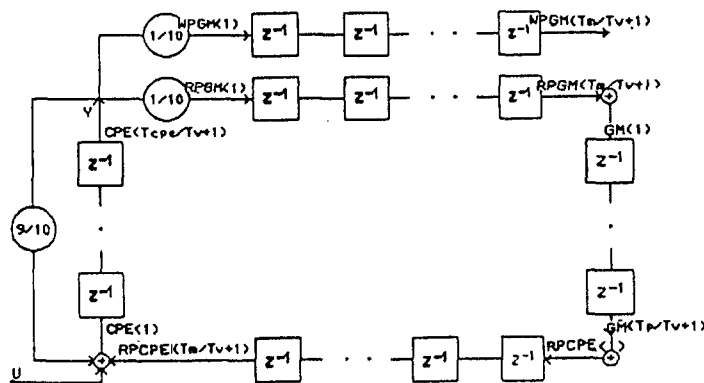 1/10
WPGM(1)
z⁻¹
z⁻¹
z⁻¹
WPGM(Tm/Tv+1)
1/10
RPGM(1)
z⁻¹
z⁻¹
z⁻¹
RPGM(Tm/Tv+1)
+
Y
CPE(Tcpe/Tv+1)
GM(1)
z⁻¹
z⁻¹
9/10
z⁻¹
z⁻¹
CPE(1)
GM(Tp/Tv+1)
RPCPE(Tm/Tv+1)
z⁻¹
z⁻¹
z⁻¹
RPCPE( )
+
+
U